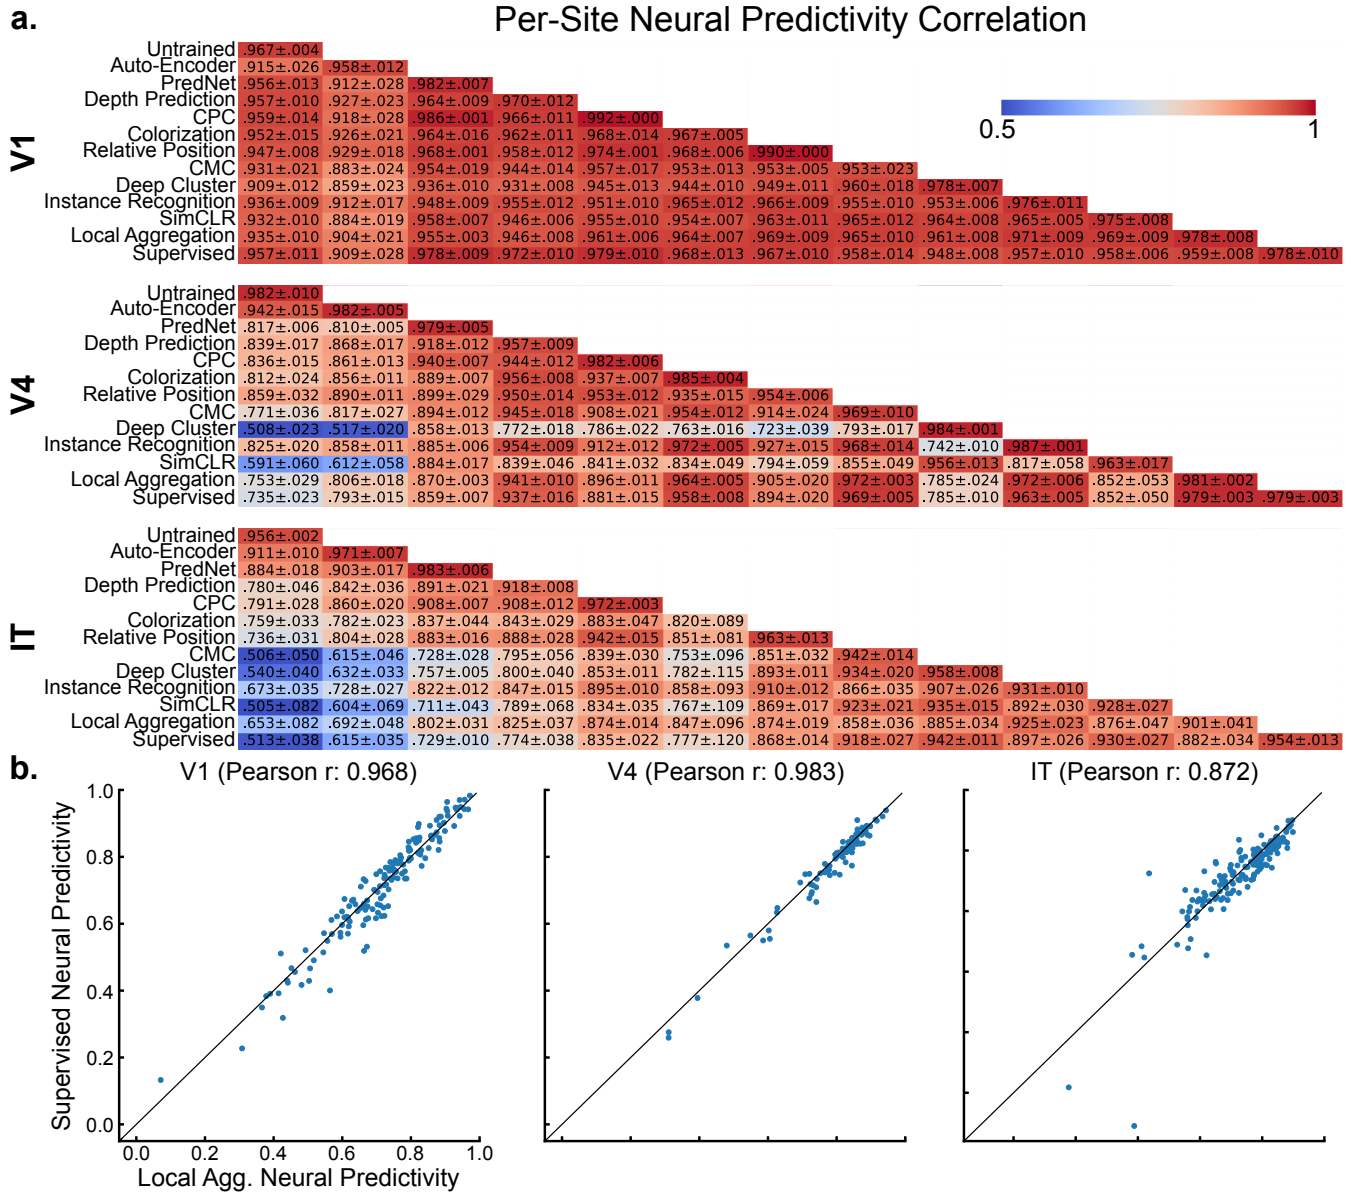 a.
Per-Site Neural Predictivity Correlation
0.5 1
V1
Untrained .967±.004
Auto-Encoder .915±.026 .958±.012
PredNet .956±.013 .912±.028 .982±.007
Depth Prediction .957±.010 .927±.023 .964±.009 .970±.012
CPC .959±.014 .918±.028 .986±.001 .966±.011 .992±.000
Colorization .952±.015 .926±.021 .964±.016 .962±.011 .968±.014 .967±.005
Relative Position .947±.008 .929±.018 .968±.001 .958±.012 .974±.001 .968±.006 .990±.000
CMC .931±.021 .883±.024 .954±.019 .944±.014 .957±.017 .953±.013 .953±.005 .953±.023
Deep Cluster .909±.012 .859±.023 .936±.010 .931±.008 .945±.013 .944±.010 .949±.011 .960±.018 .978±.007
Instance Recognition .936±.009 .912±.017 .948±.009 .955±.012 .951±.010 .965±.012 .966±.009 .955±.010 .953±.006 .976±.011
SimCLR .932±.010 .884±.019 .958±.007 .946±.006 .955±.010 .954±.007 .963±.011 .965±.012 .964±.008 .965±.005 .975±.008
Local Aggregation .935±.010 .904±.021 .955±.003 .946±.008 .961±.006 .964±.007 .969±.009 .965±.010 .961±.008 .971±.009 .969±.009 .978±.008
Supervised .957±.011 .909±.028 .978±.009 .972±.010 .979±.010 .968±.013 .967±.010 .958±.014 .948±.008 .957±.010 .958±.006 .959±.008 .978±.010
V4
Untrained .982±.010
Auto-Encoder .942±.015 .982±.005
PredNet .817±.006 .810±.005 .979±.005
Depth Prediction .839±.017 .868±.017 .918±.012 .957±.009
CPC .836±.015 .861±.013 .940±.007 .944±.012 .982±.006
Colorization .812±.024 .856±.011 .889±.007 .956±.008 .937±.007 .985±.004
Relative Position .859±.032 .890±.011 .899±.029 .950±.014 .953±.012 .935±.015 .954±.006
CMC .771±.036 .817±.027 .894±.012 .945±.018 .908±.021 .954±.012 .914±.024 .969±.010
Deep Cluster .508±.023 .517±.020 .858±.013 .772±.018 .786±.022 .763±.016 .723±.039 .793±.017 .984±.001
Instance Recognition .825±.020 .858±.011 .885±.006 .954±.009 .912±.012 .972±.005 .927±.015 .968±.014 .742±.010 .987±.001
SimCLR .591±.060 .612±.058 .884±.017 .839±.046 .841±.032 .834±.049 .794±.059 .855±.049 .956±.013 .817±.058 .963±.017
Local Aggregation .753±.029 .806±.018 .870±.003 .941±.010 .896±.011 .964±.005 .905±.020 .972±.003 .785±.024 .972±.006 .852±.053 .981±.002
Supervised .735±.023 .793±.015 .859±.007 .937±.016 .881±.015 .958±.008 .894±.020 .969±.005 .785±.010 .963±.005 .852±.050 .979±.003 .979±.003
IT
Untrained .956±.002
Auto-Encoder .911±.010 .971±.007
PredNet .884±.018 .903±.017 .983±.006
Depth Prediction .780±.046 .842±.036 .891±.021 .918±.008
CPC .791±.028 .860±.020 .908±.007 .908±.012 .972±.003
Colorization .759±.033 .782±.023 .837±.044 .843±.029 .883±.047 .820±.089
Relative Position .736±.031 .804±.028 .883±.016 .888±.028 .942±.015 .851±.081 .963±.013
CMC .506±.050 .615±.046 .728±.028 .795±.056 .839±.030 .753±.096 .851±.032 .942±.014
Deep Cluster .540±.040 .632±.033 .757±.005 .800±.040 .853±.011 .782±.115 .893±.011 .934±.020 .958±.008
Instance Recognition .673±.035 .728±.027 .822±.012 .847±.015 .895±.010 .858±.093 .910±.012 .866±.035 .907±.026 .931±.010
SimCLR .505±.082 .604±.069 .711±.043 .789±.068 .834±.035 .767±.109 .869±.017 .923±.021 .935±.015 .892±.030 .928±.027
Local Aggregation .653±.082 .692±.048 .802±.031 .825±.037 .874±.014 .847±.096 .874±.019 .858±.036 .885±.034 .925±.023 .876±.047 .901±.041
Supervised .513±.038 .615±.035 .729±.010 .774±.038 .835±.022 .777±.120 .868±.014 .918±.027 .942±.011 .897±.026 .930±.027 .882±.034 .954±.013
b.
V1 (Pearson r: 0.968) V4 (Pearson r: 0.983) IT (Pearson r: 0.872)
Supervised Neural Predictivity
1.0
0.8
0.6
0.4
0.2
0.0
0.0 0.2 0.4 0.6 0.8 1.0
Local Agg. Neural Predictivity